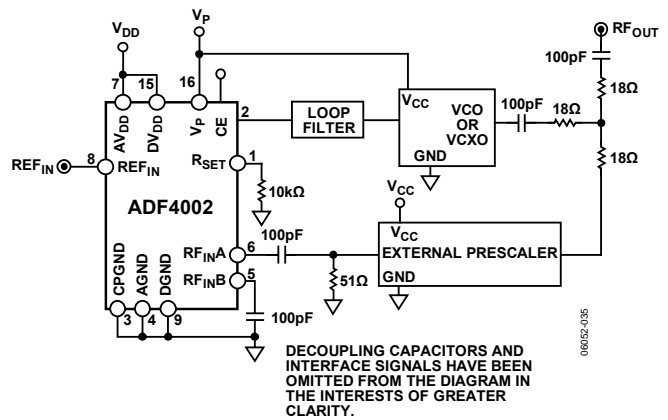 VDD
VP
RFOUT
100pF
7
15
16
18Ω
AVDD
DVDD
VP
CE
2
LOOP
FILTER
VCC
VCO
OR
VCXO
GND
100pF
18Ω
18Ω
REFIN
8
REFIN
RSET
1
10kΩ
ADF4002
VCC
VCC
EXTERNAL PRESCALER
GND
100pF
RFINA
6
51Ω
RFINB
5
100pF
CPGND
AGND
DGND
3
4
9
DECOUPLING CAPACITORS AND
INTERFACE SIGNALS HAVE BEEN
OMITTED FROM THE DIAGRAM IN
THE INTERESTS OF GREATER
CLARITY.
06052-035